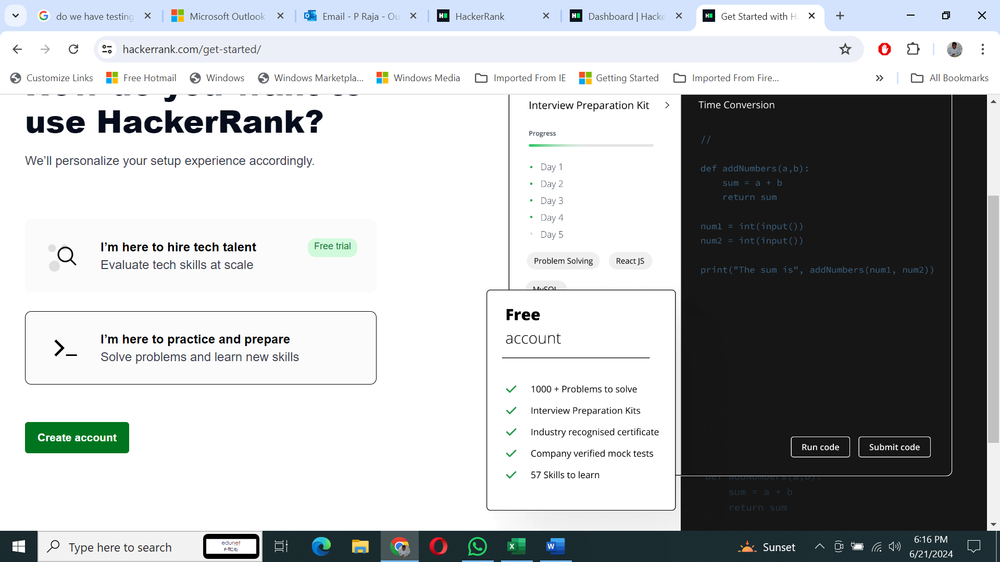 do we have testing
Microsoft Outlook
Email - P Raja - Ou
HackerRank
Dashboard | Hacke
Get Started with H
hackerrank.com/get-started/
Customize Links
Free Hotmail
Windows
Windows Marketpla...
Windows Media
Imported From IE
Getting Started
Imported From Fire...
All Bookmarks
How do you want to
use HackerRank?
We'll personalize your setup experience accordingly.
I'm here to hire tech talent
Evaluate tech skills at scale
Free trial
I'm here to practice and prepare
Solve problems and learn new skills
Create account
Interview Preparation Kit
Progress
Day 1
Day 2
Day 3
Day 4
Day 5
Problem Solving
React JS
MySQL
Free
account
1000 + Problems to solve
Interview Preparation Kits
Industry recognised certificate
Company verified mock tests
57 Skills to learn
Time Conversion
//
def addNumbers(a,b):
sum = a + b
return sum
num1 = int(input())
num2 = int(input())
print("The sum is", addNumbers(num1, num2))
Run code
Submit code
def addNumbers(a,b):
sum = a + b
return sum
Type here to search
edunet
FACE
Sunset
6:16 PM
6/21/2024